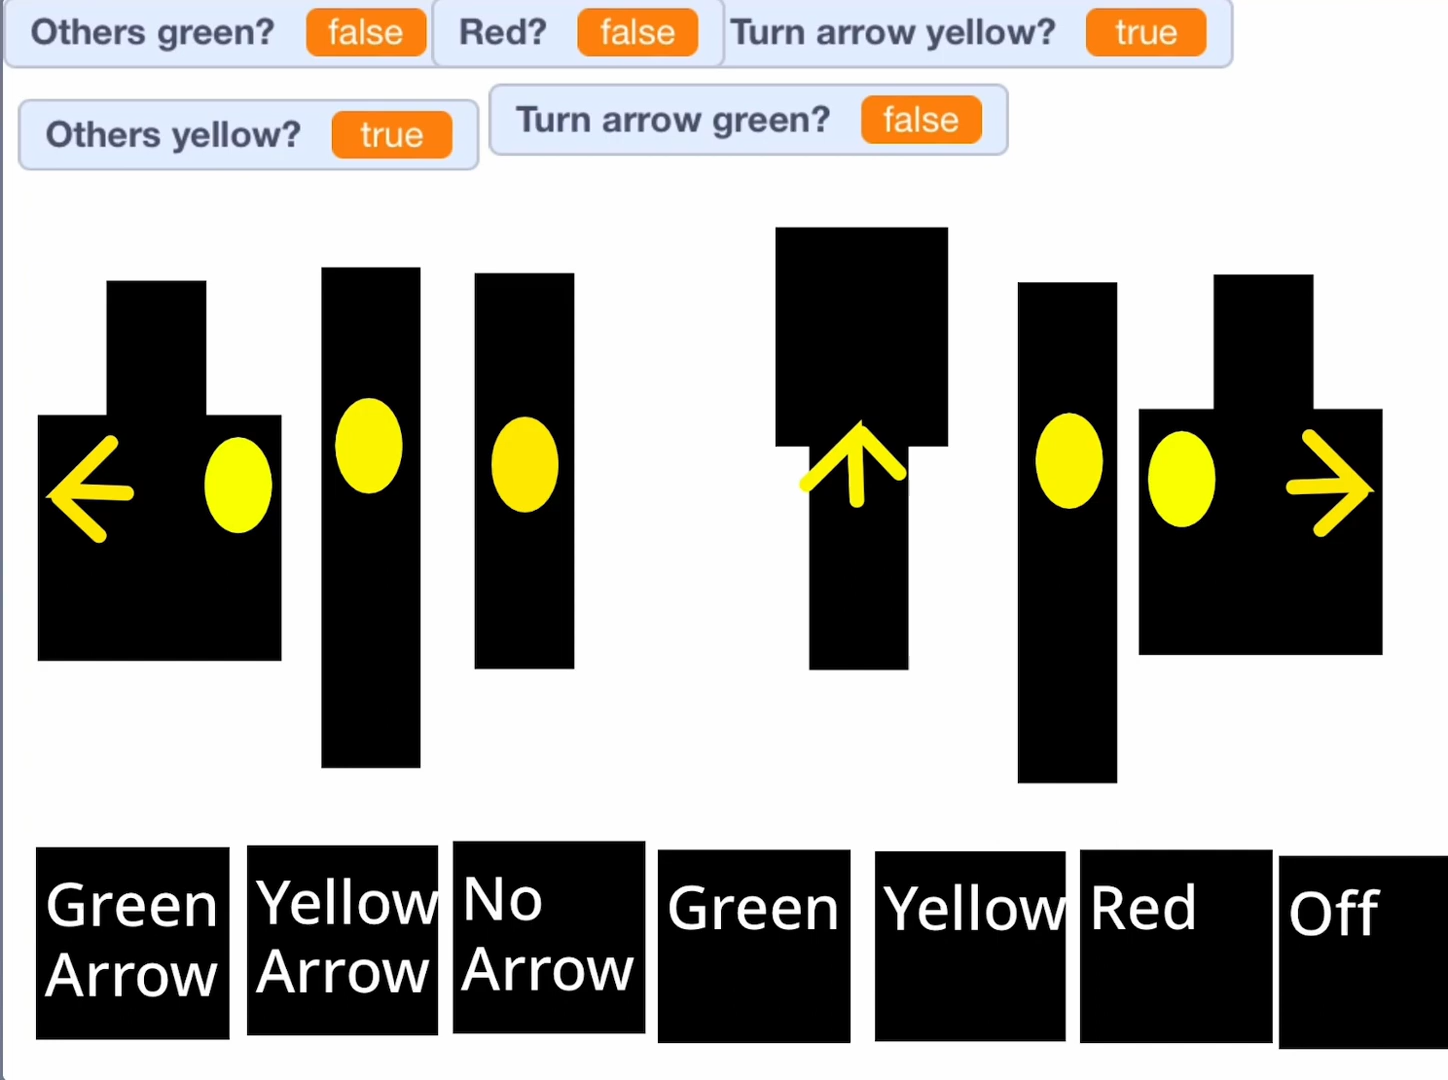 Others green? false
Red? false
Turn arrow yellow? true
Others yellow? true
Turn arrow green? false
Green
Arrow
Yellow
Arrow
No
Arrow
Green
Yellow
Red
Off